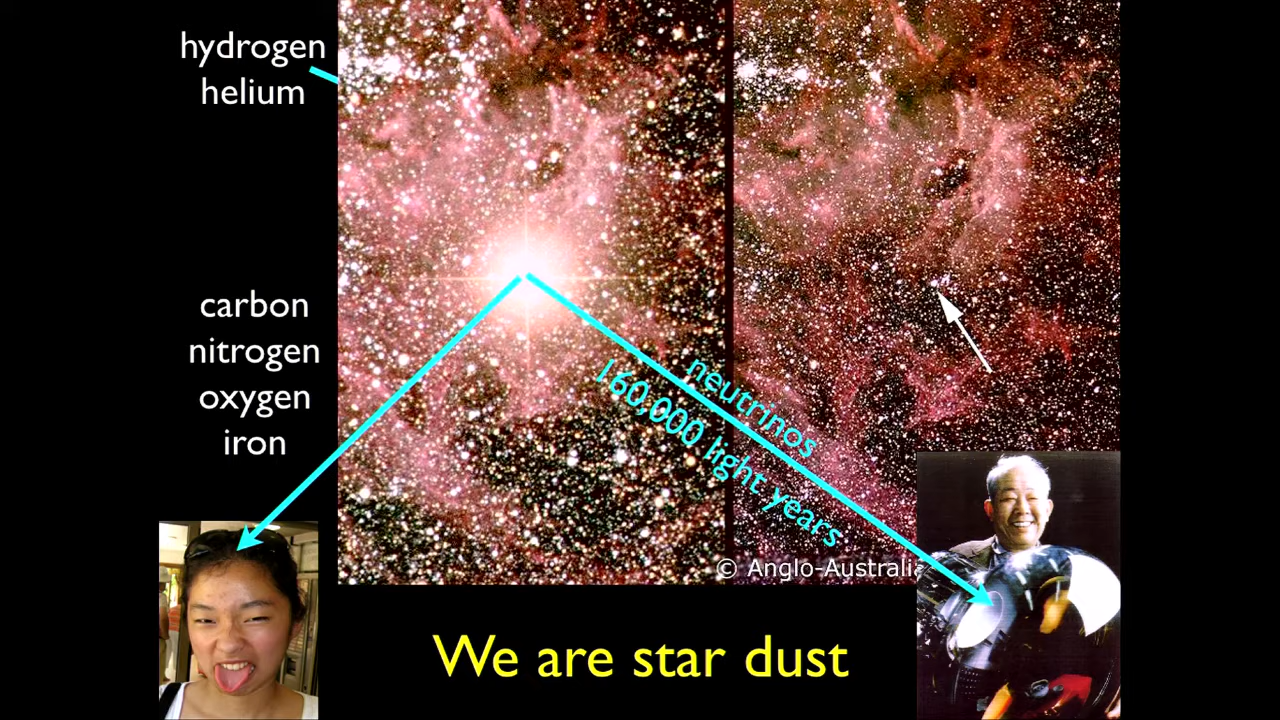 hydrogen
helium
carbon
nitrogen
oxygen
iron
neutrinos
160,000 light years
© Anglo-Australia
We are star dust